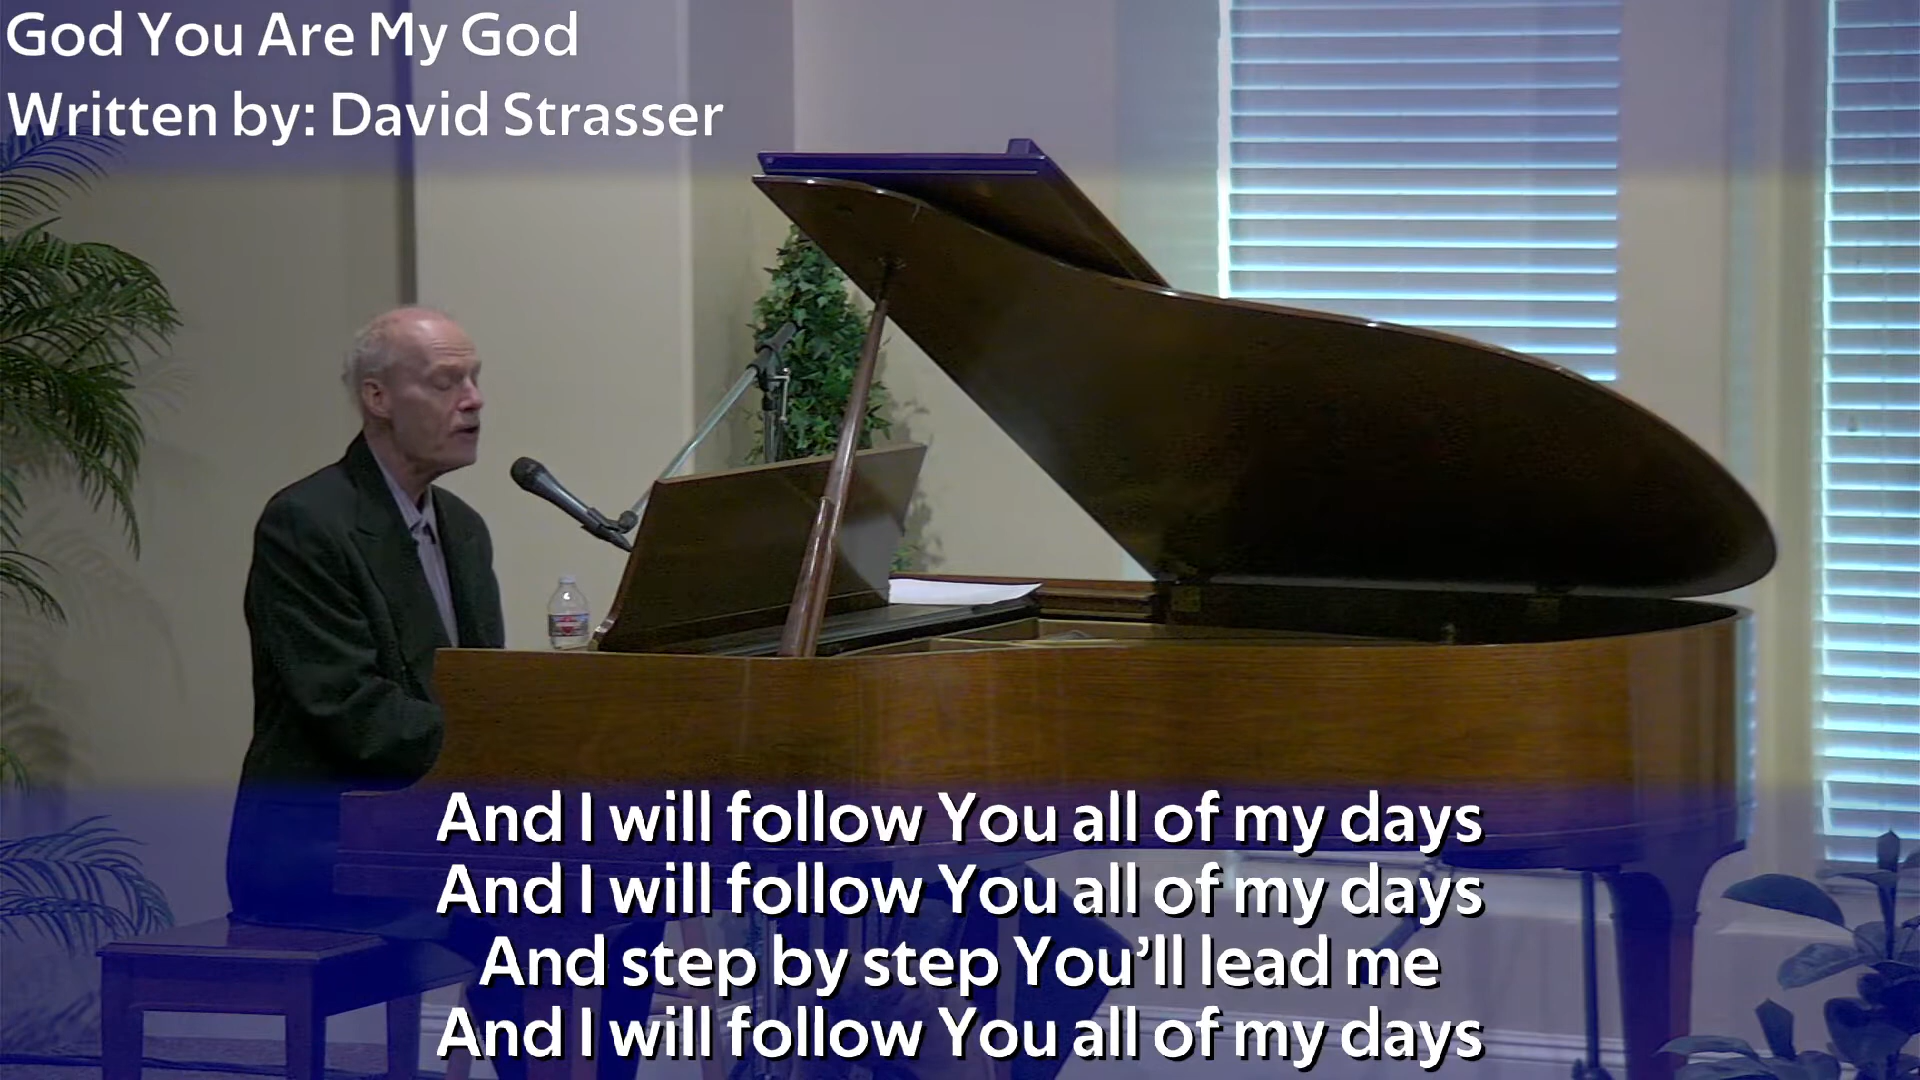 God You Are My God
Written by: David Strasser
And I will follow You all of my days
And I will follow You all of my days
And step by step You’ll lead me
And I will follow You all of my days